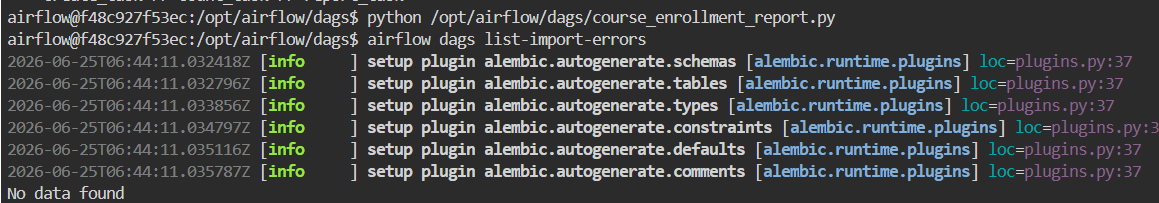 airflow@f48c927f53ec:/opt/airflow/dags$ python /opt/airflow/dags/course_enrollment_report.py
airflow@f48c927f53ec:/opt/airflow/dags$ airflow dags list-import-errors
2026-06-25T06:44:11.032418Z [info     ] setup plugin alembic.autogenerate.schemas [alembic.runtime.plugins] loc=plugins.py:37
2026-06-25T06:44:11.032796Z [info     ] setup plugin alembic.autogenerate.tables [alembic.runtime.plugins] loc=plugins.py:37
2026-06-25T06:44:11.033856Z [info     ] setup plugin alembic.autogenerate.types [alembic.runtime.plugins] loc=plugins.py:37
2026-06-25T06:44:11.034797Z [info     ] setup plugin alembic.autogenerate.constraints [alembic.runtime.plugins] loc=plugins.py:3
2026-06-25T06:44:11.035116Z [info     ] setup plugin alembic.autogenerate.defaults [alembic.runtime.plugins] loc=plugins.py:37
2026-06-25T06:44:11.035787Z [info     ] setup plugin alembic.autogenerate.comments [alembic.runtime.plugins] loc=plugins.py:37
No data found